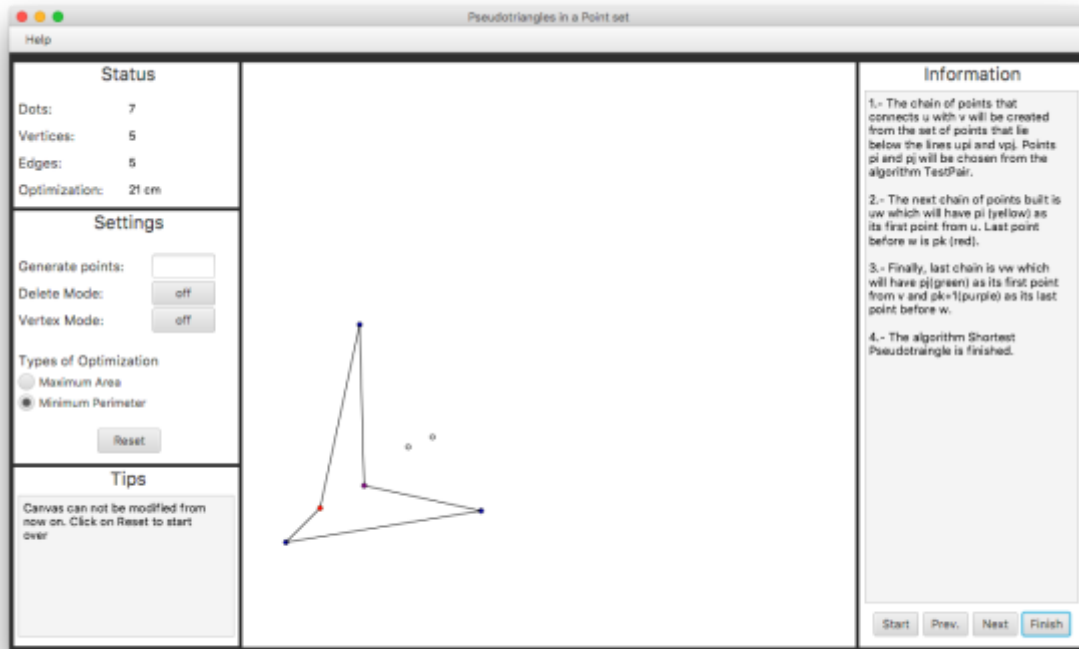 Pseudotriangles in a Point set
Help
Status
Dots: 7
Vertices: 5
Edges: 5
Optimization: 21 cm
Settings
Generate points:
Delete Mode: off
Vertex Mode: off
Types of Optimization
Maximum Area
Minimum Perimeter
Reset
Tips
Canvas can not be modified from
now on. Click on Reset to start
over
Information
1.- The chain of points that
connects u with v will be created
from the set of points that lie
below the lines upi and vpj. Points
pi and pj will be chosen from the
algorithm TestPair.
2.- The next chain of points built is
uw which will have pi (yellow) as
its first point from u. Last point
before w is pk (red).
3.- Finally, last chain is vw which
will have pj(green) as its first point
from v and pk+1(purple) as its last
point before w.
4.- The algorithm Shortest
Pseudotraingle is finished.
Start Prev. Next Finish